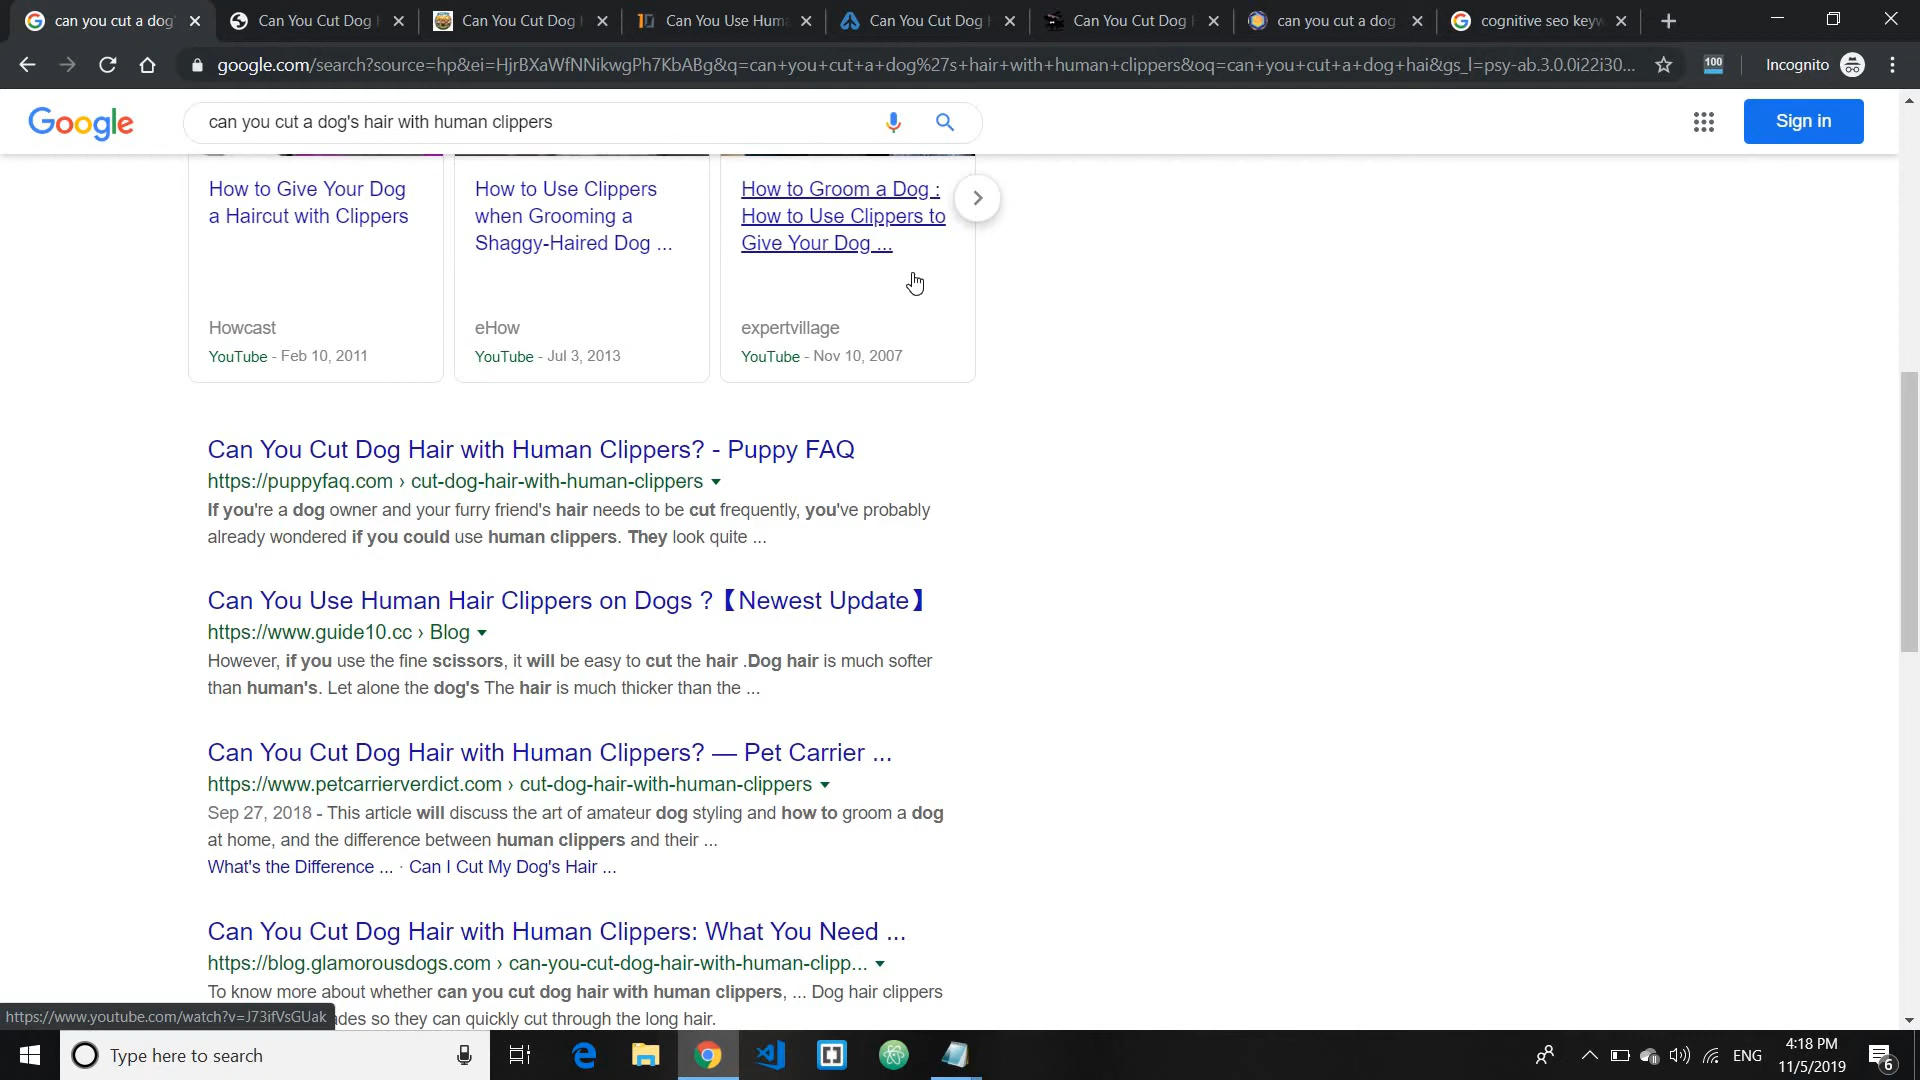 can you cut a dog'
Can You Cut Dog
Can You Cut Dog
Can You Use Huma
Can You Cut Dog
Can You Cut Dog
can you cut a dog
cognitive seo keyw
google.com/search?source=hp&ei=HjrBXaWfNNikwgPh7KbABg&q=can+you+cut+a+dog%27s+hair+with+human+clippers&oq=can+you+cut+a+dog+hai&gs_l=psy-ab.3.0.0i22i30...
100
Incognito
Google
can you cut a dog's hair with human clippers
Sign in
How to Give Your Dog
a Haircut with Clippers
Howcast
YouTube - Feb 10, 2011
How to Use Clippers
when Grooming a
Shaggy-Haired Dog ...
eHow
YouTube - Jul 3, 2013
How to Groom a Dog :
How to Use Clippers to
Give Your Dog ...
expertvillage
YouTube - Nov 10, 2007
Can You Cut Dog Hair with Human Clippers? - Puppy FAQ
https://puppyfaq.com › cut-dog-hair-with-human-clippers
If you're a dog owner and your furry friend's hair needs to be cut frequently, you've probably
already wondered if you could use human clippers. They look quite ...
Can You Use Human Hair Clippers on Dogs ?【Newest Update】
https://www.guide10.cc › Blog
However, if you use the fine scissors, it will be easy to cut the hair .Dog hair is much softer
than human's. Let alone the dog's The hair is much thicker than the ...
Can You Cut Dog Hair with Human Clippers? — Pet Carrier ...
https://www.petcarrierverdict.com › cut-dog-hair-with-human-clippers
Sep 27, 2018 - This article will discuss the art of amateur dog styling and how to groom a dog
at home, and the difference between human clippers and their ...
What's the Difference ... · Can I Cut My Dog's Hair ...
Can You Cut Dog Hair with Human Clippers: What You Need ...
https://blog.glamorousdogs.com › can-you-cut-dog-hair-with-human-clipp...
To know more about whether can you cut dog hair with human clippers, ... Dog hair clippers
ades so they can quickly cut through the long hair.
https://www.youtube.com/watch?v=J73ifVsGUak
Type here to search
ENG
4:18 PM
11/5/2019
6